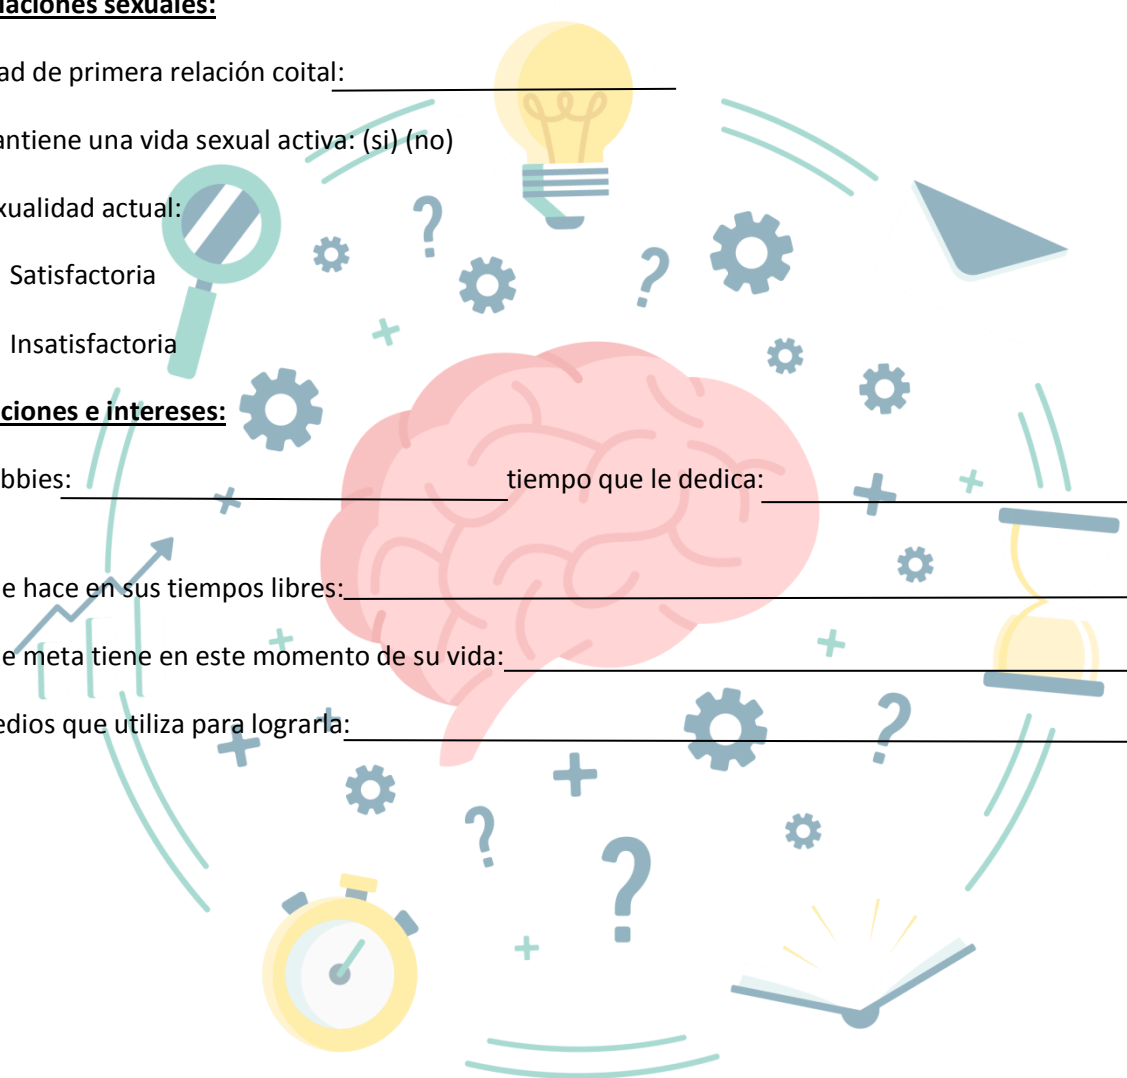 laciones sexuales:
ad de primera relación coital:
antiene una vida sexual activa: (si) (no)
xualidad actual:
Satisfactoria
Insatisfactoria
ciones e intereses:
bbies: tiempo que le dedica:
e hace en sus tiempos libres:
e meta tiene en este momento de su vida:
edios que utiliza para lograrla: